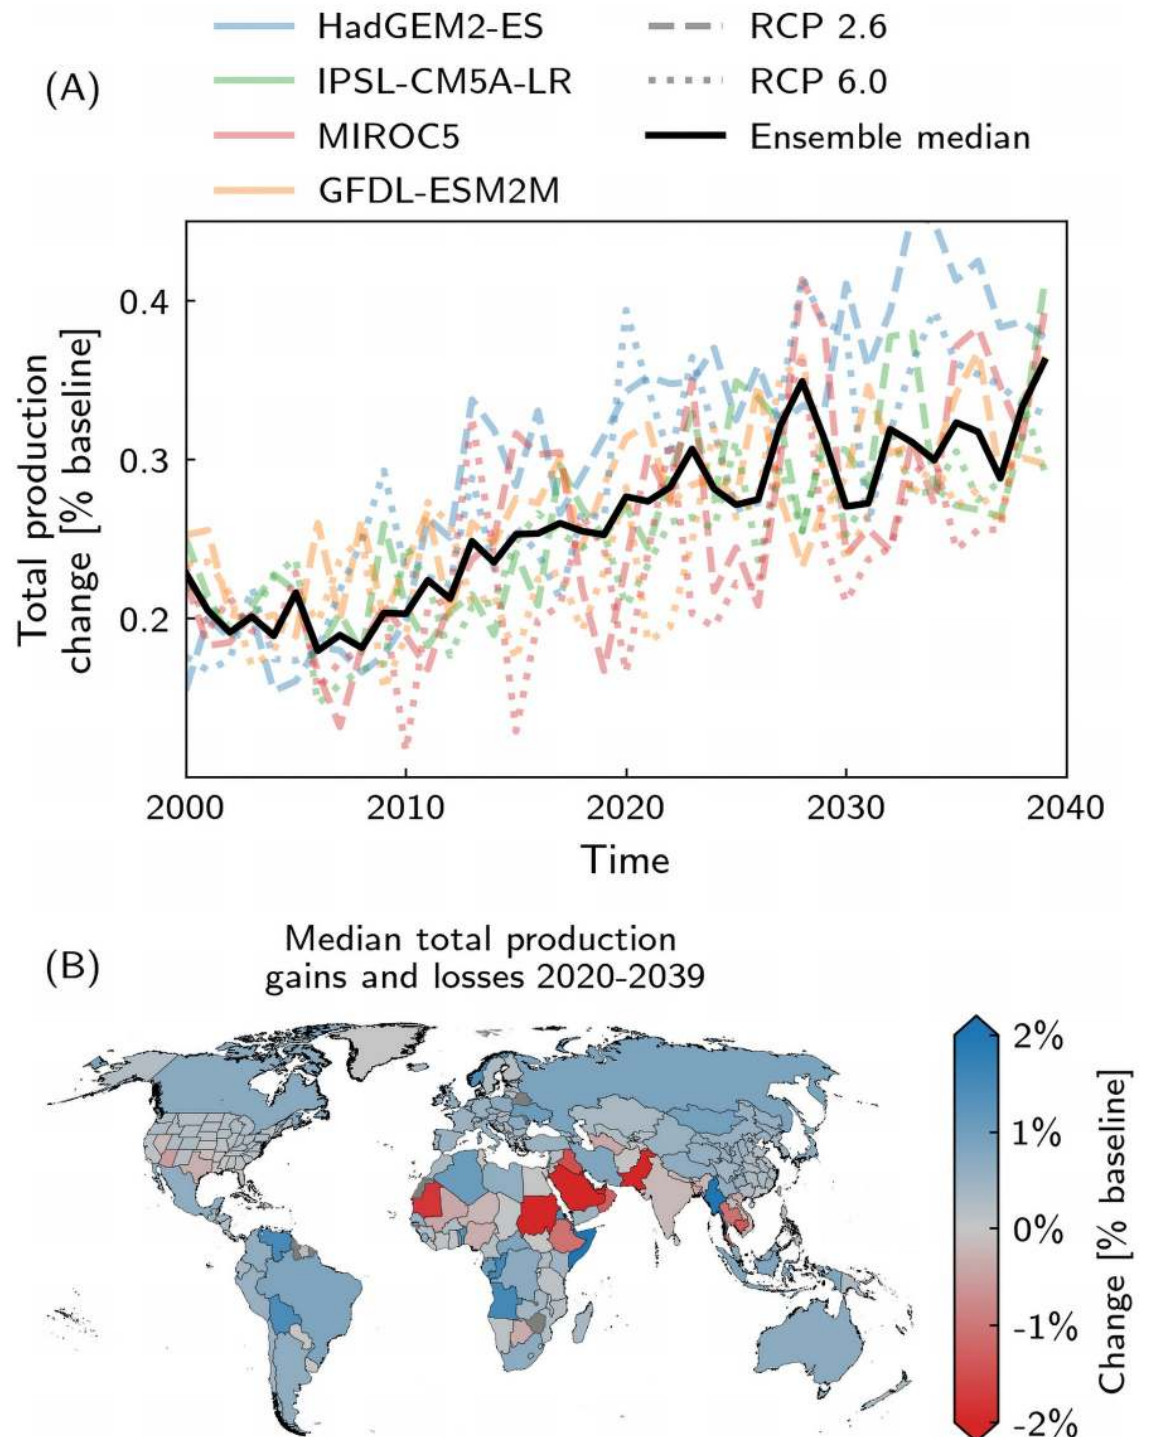 (A)
HadGEM2-ES
IPSL-CM5A-LR
MIROC5
GFDL-ESM2M
RCP 2.6
RCP 6.0
Ensemble median
Total production
change [% baseline]
0.4
0.3
0.2
2000 2010 2020 2030 2040
Time
(B)
Median total production
gains and losses 2020-2039
2%
1%
0%
-1%
-2%
Change [% baseline]